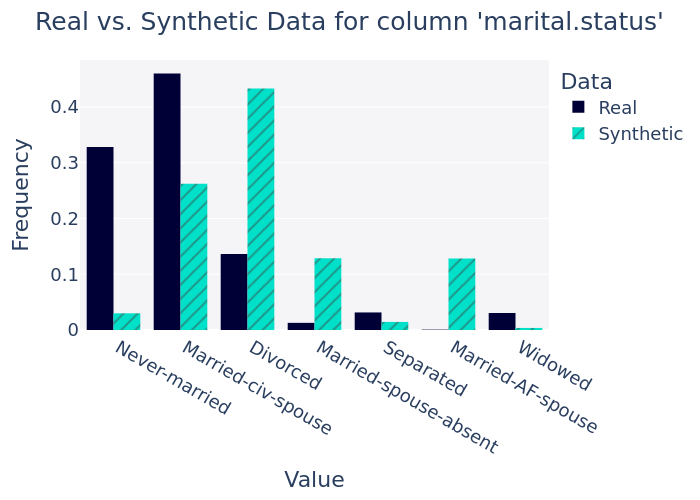 Real vs. Synthetic Data for column 'marital.status'
Data
Real
Synthetic
Frequency
0.4
0.3
0.2
0.1
0
Never-married
Married-civ-spouse
Divorced
Married-spouse-absent
Separated
Married-AF-spouse
Widowed
Value